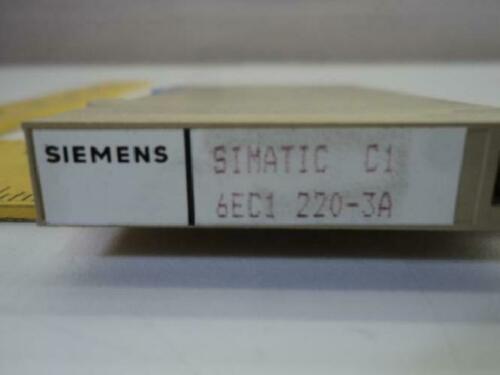 SIEMENS
SIMATIC C1
6EC1 220-3A